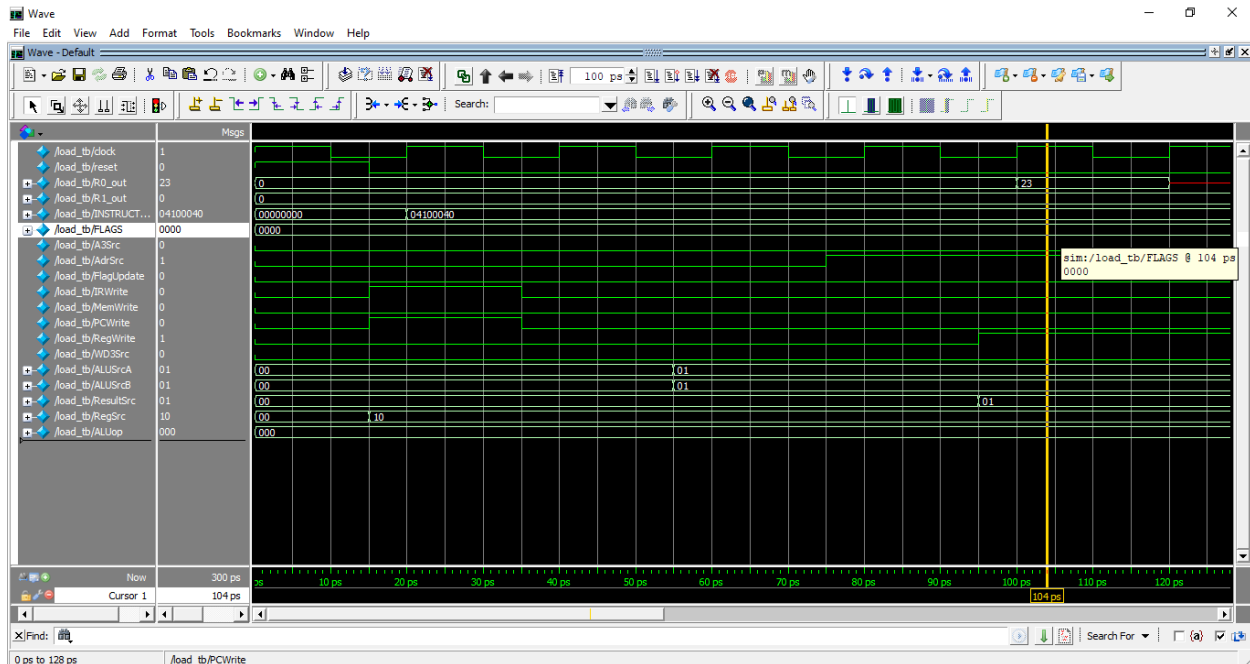 Wave
File Edit View Add Format Tools Bookmarks Window Help
Wave - Default
100 ps
Search:
Msgs
/load_tb/clock 1
/load_tb/reset 0
/load_tb/R0_out 23 0 23
/load_tb/R1_out 0 0
/load_tb/INSTRUCT... 04100040 00000000 04100040
/load_tb/FLAGS 0000 0000
/load_tb/A3Src 0
/load_tb/AdrSrc 1
sim:/load_tb/FLAGS @ 104 ps
0000
/load_tb/FlagUpdate 0
/load_tb/IRWrite 0
/load_tb/MemWrite 0
/load_tb/PCWrite 0
/load_tb/RegWrite 1
/load_tb/WD3Src 0
/load_tb/ALUSrcA 01 00 01
/load_tb/ALUSrcB 01 00 01
/load_tb/ResultSrc 01 00 01
/load_tb/RegSrc 10 00 10
/load_tb/ALUop 000 000
Now 300 ps ps 10 ps 20 ps 30 ps 40 ps 50 ps 60 ps 70 ps 80 ps 90 ps 100 ps 110 ps 120 ps
Cursor 1 104 ps 104 ps
Find: Search For {a}
0 ps to 128 ps /load_tb/PCWrite